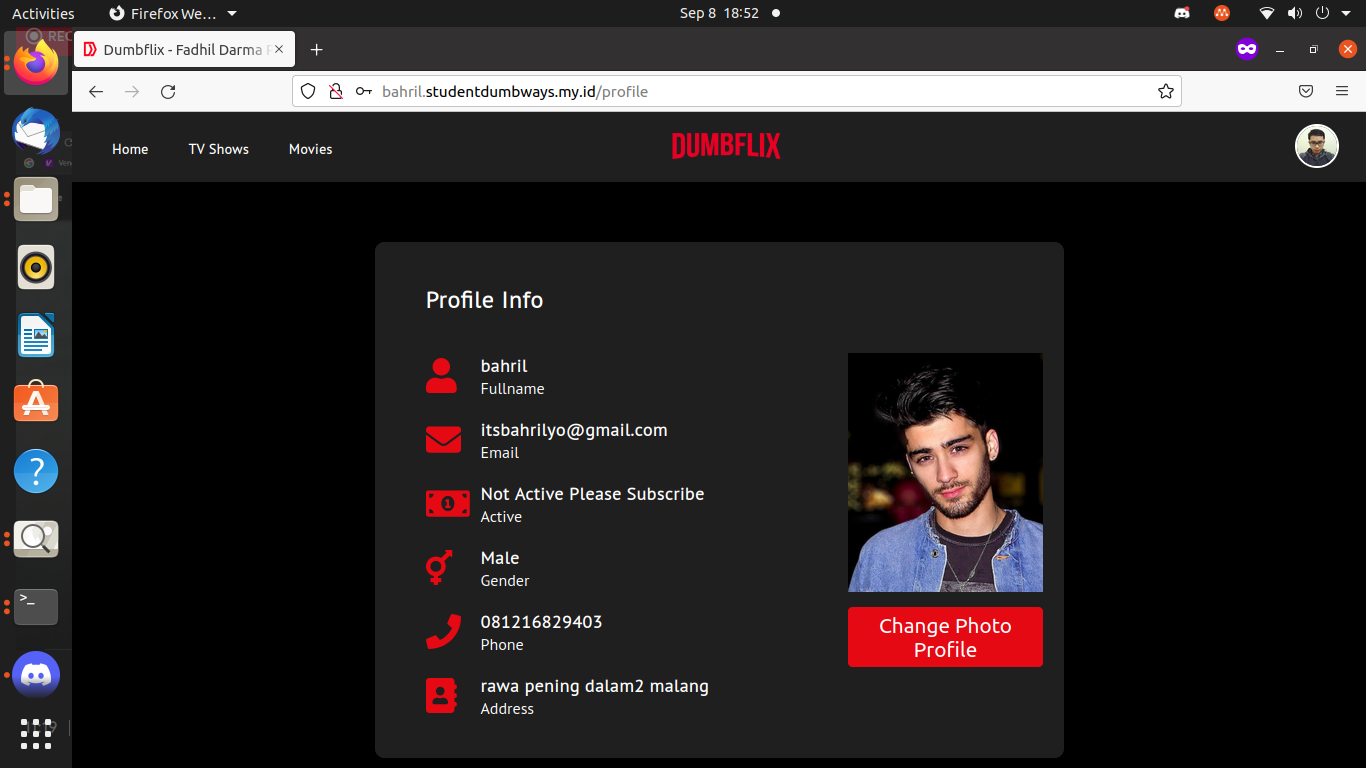 Activities
Firefox We…
Sep 8 18:52
REC
Dumbflix - Fadhil Darma
bahril.studentdumbways.my.id/profile
Home
TV Shows
Movies
DUMBFLIX
Profile Info
bahril
Fullname
itsbahrilyo@gmail.com
Email
1
Not Active Please Subscribe
Active
Male
Gender
081216829403
Phone
rawa pening dalam2 malang
Address
Change Photo
Profile
?
>_